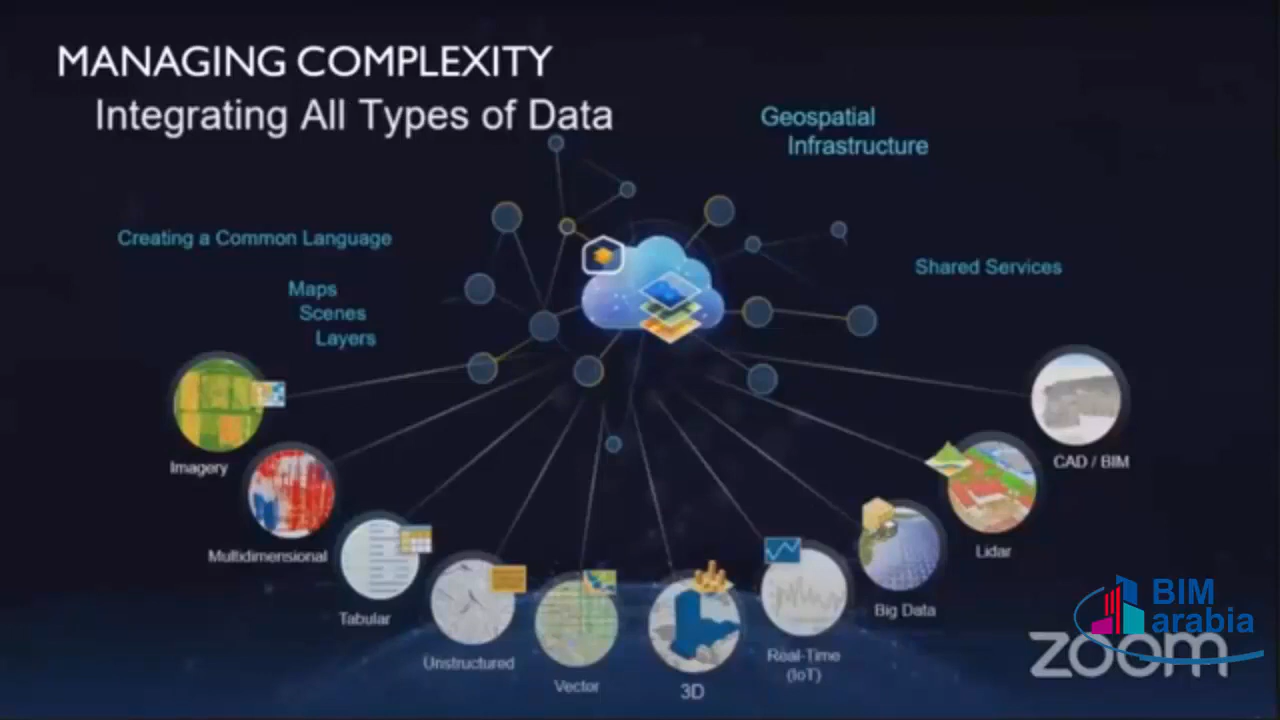 MANAGING COMPLEXITY
Integrating All Types of Data
Geospatial
Infrastructure
Creating a Common Language
Maps
Scenes
Layers
Shared Services
Imagery
Multidimensional
Tabular
Unstructured
Vector
3D
Real-Time
(IoT)
Big Data
Lidar
CAD / BIM
BIM
arabia
zoom